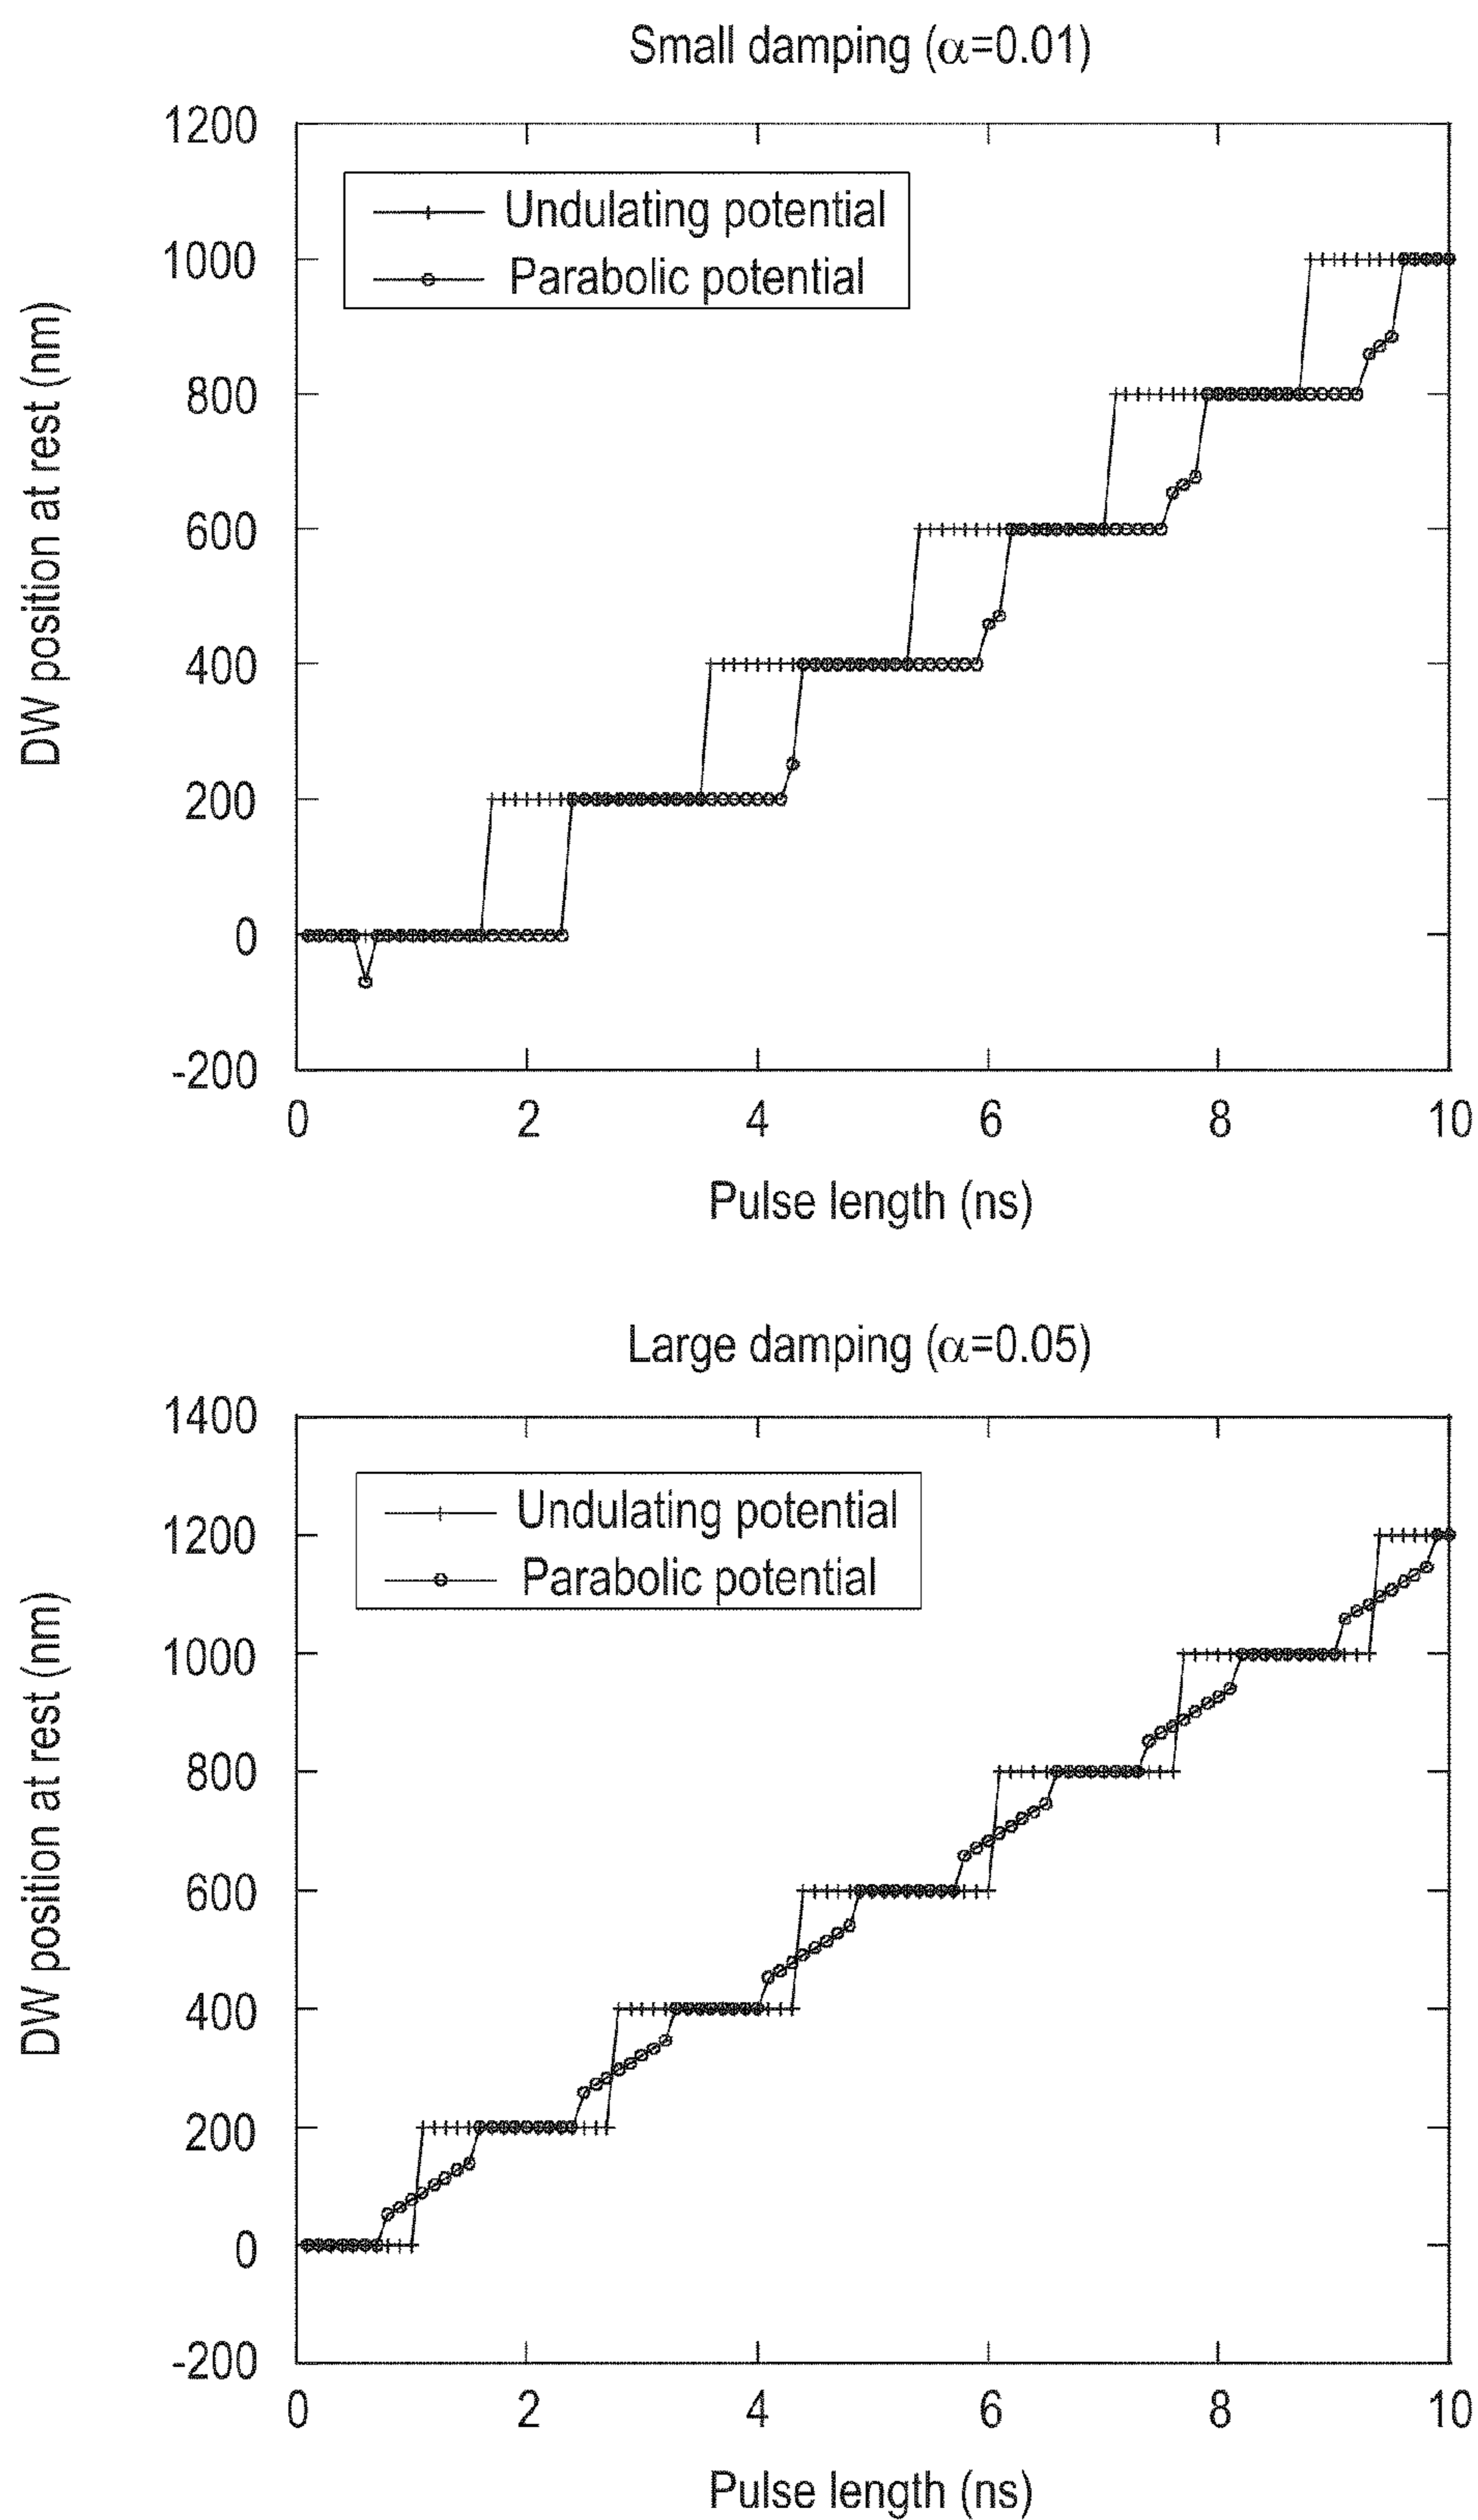 Small damping (α=0.01)
1200
1000
800
600
400
200
0
-200
Undulating potential
Parabolic potential
DW position at rest (nm)
0 2 4 6 8 10
Pulse length (ns)
Large damping (α=0.05)
1400
1200
1000
800
600
400
200
0
-200
Undulating potential
Parabolic potential
DW position at rest (nm)
0 2 4 6 8 10
Pulse length (ns)